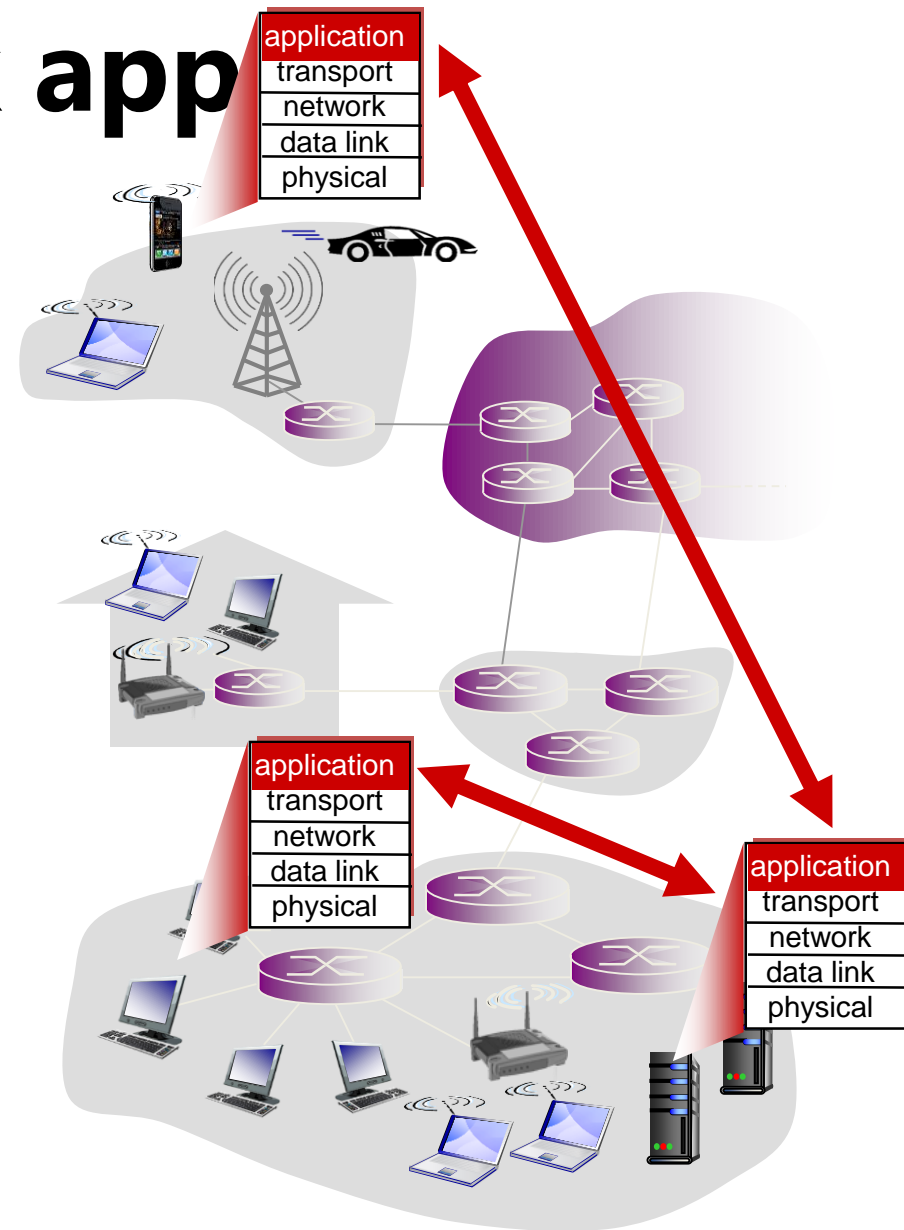 app
application
transport
network
data link
physical
application
transport
network
data link
physical
application
transport
network
data link
physical